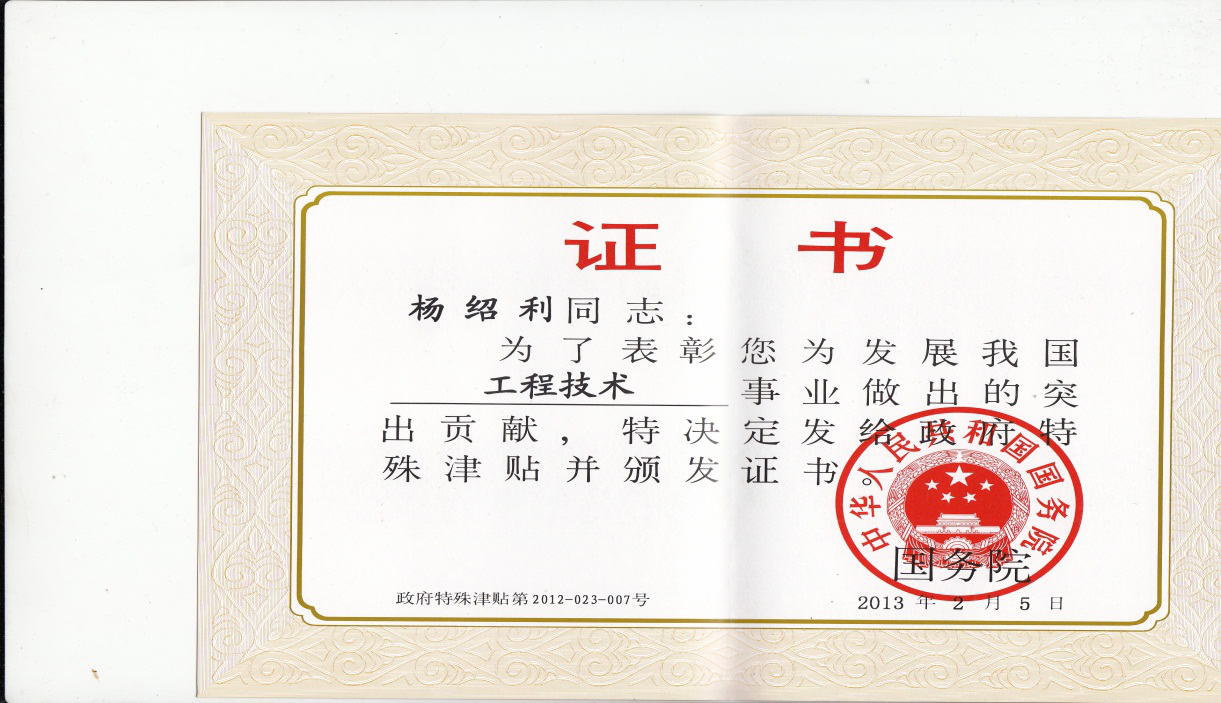 证书
杨绍利同志：
为了表彰您为发展我国
工程技术事业做出的突
出贡献，特决定发给政府特
殊津贴并颁发证书。
中华人民共和国国务院
国务院
政府特殊津贴第2012-023-007号
2013年2月5日